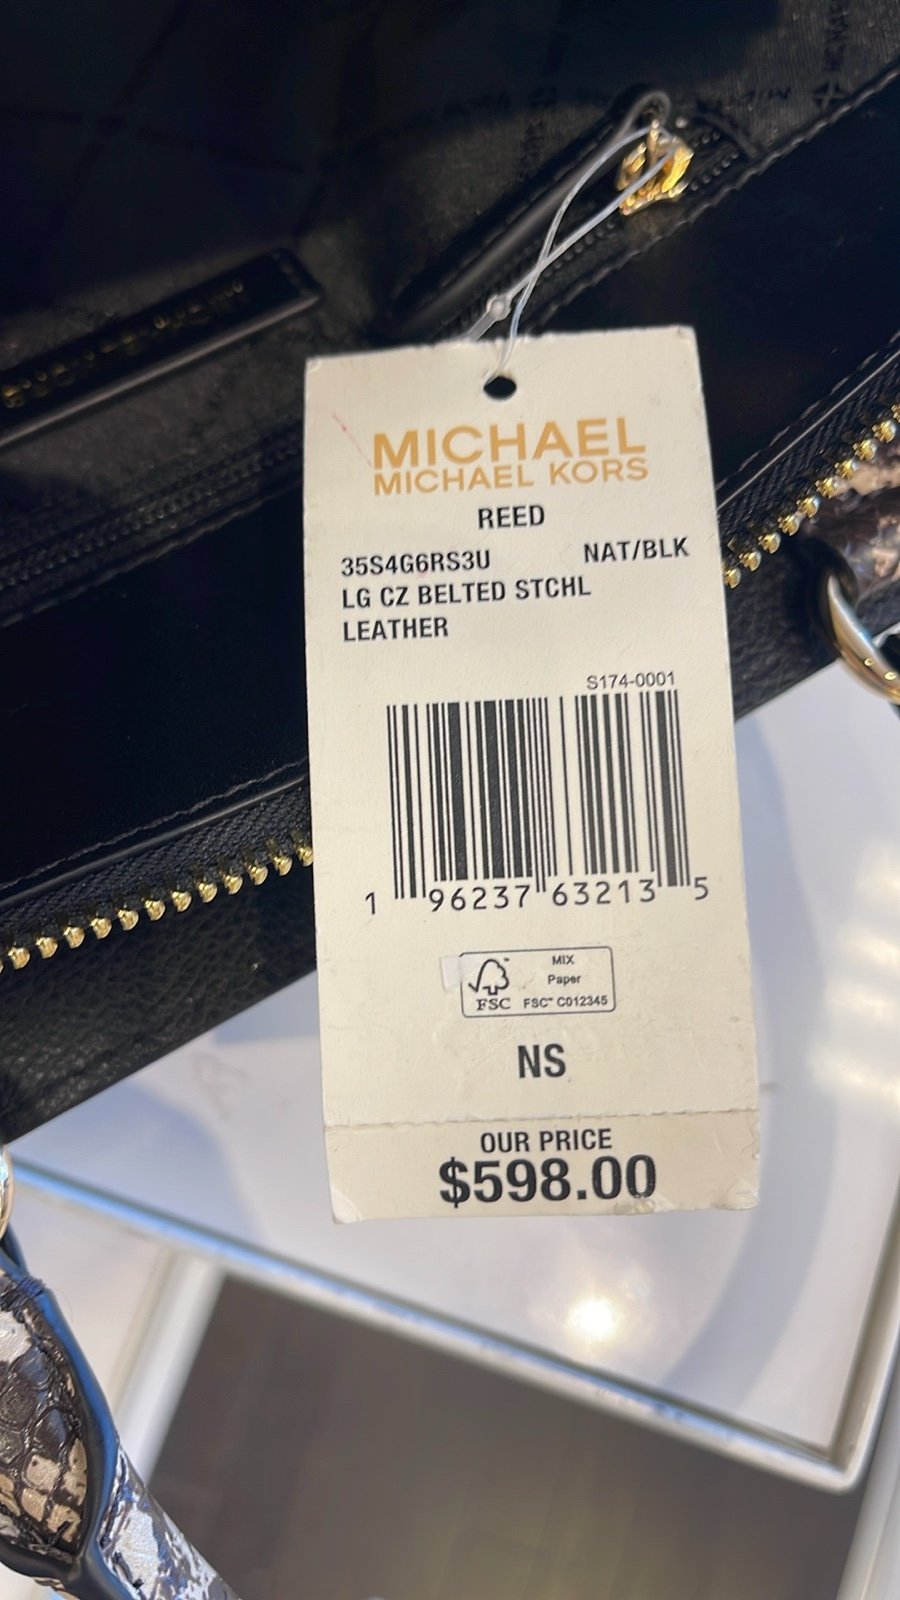 MICHAEL
MICHAEL KORS
REED
35S4G6RS3U NAT/BLK
LG CZ BELTED STCHL
LEATHER
S174-0001
1 96237 63213 5
FSC
MIX
Paper
FSC™ C012345
NS
OUR PRICE
$598.00